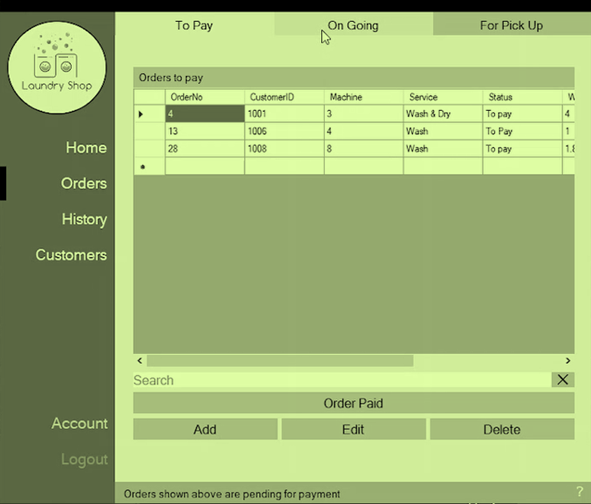 To Pay On Going For Pick Up
Laundry Shop
Orders to pay
OrderNo CustomerID Machine Service Status W
4 1001 3 Wash & Dry To pay 4
13 1006 4 Wash To Pay 1
28 1008 8 Wash To pay 1.8
Home
Orders
History
Customers
Search X
Order Paid
Add Edit Delete
Account
Logout
Orders shown above are pending for payment ?